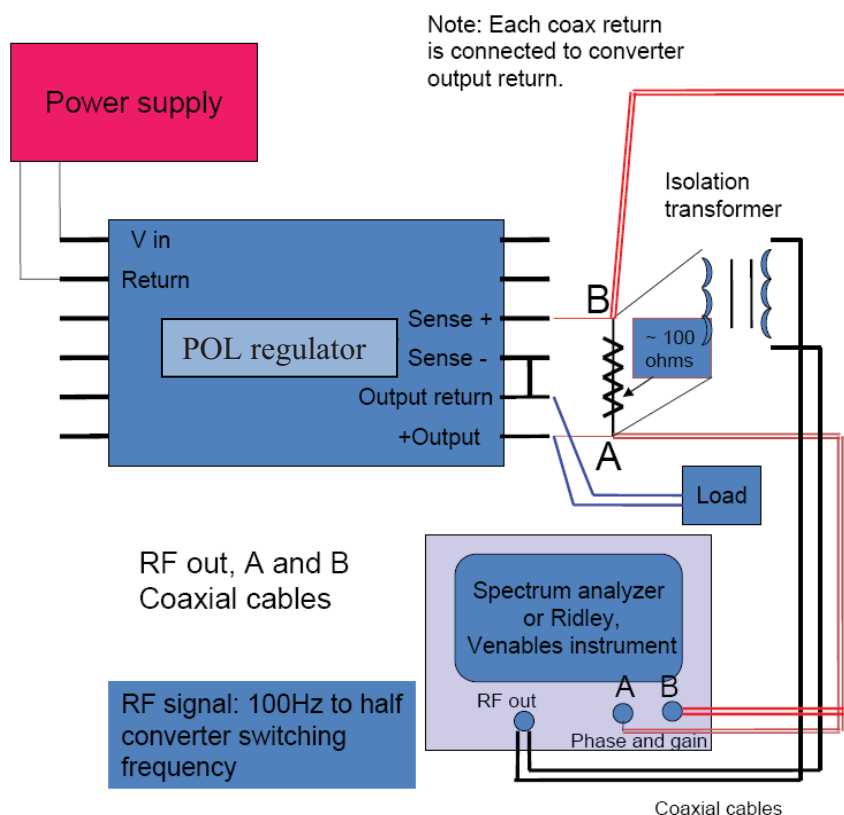 Note: Each coax return
is connected to converter
output return.
Power supply
Isolation
transformer
V in
Return
POL regulator
Sense +
Sense -
Output return
+Output
B
~ 100
ohms
A
Load
RF out, A and B
Coaxial cables
Spectrum analyzer
or Ridley,
Venables instrument
RF out
A
B
Phase and gain
RF signal: 100Hz to half
converter switching
frequency
Coaxial cables